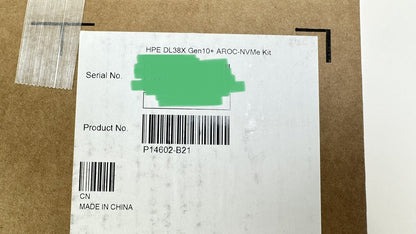 HPE DL38X Gen10+ AROC-NVMe Kit
Serial No.
Product No.
P14602-B21
CN
MADE IN CHINA